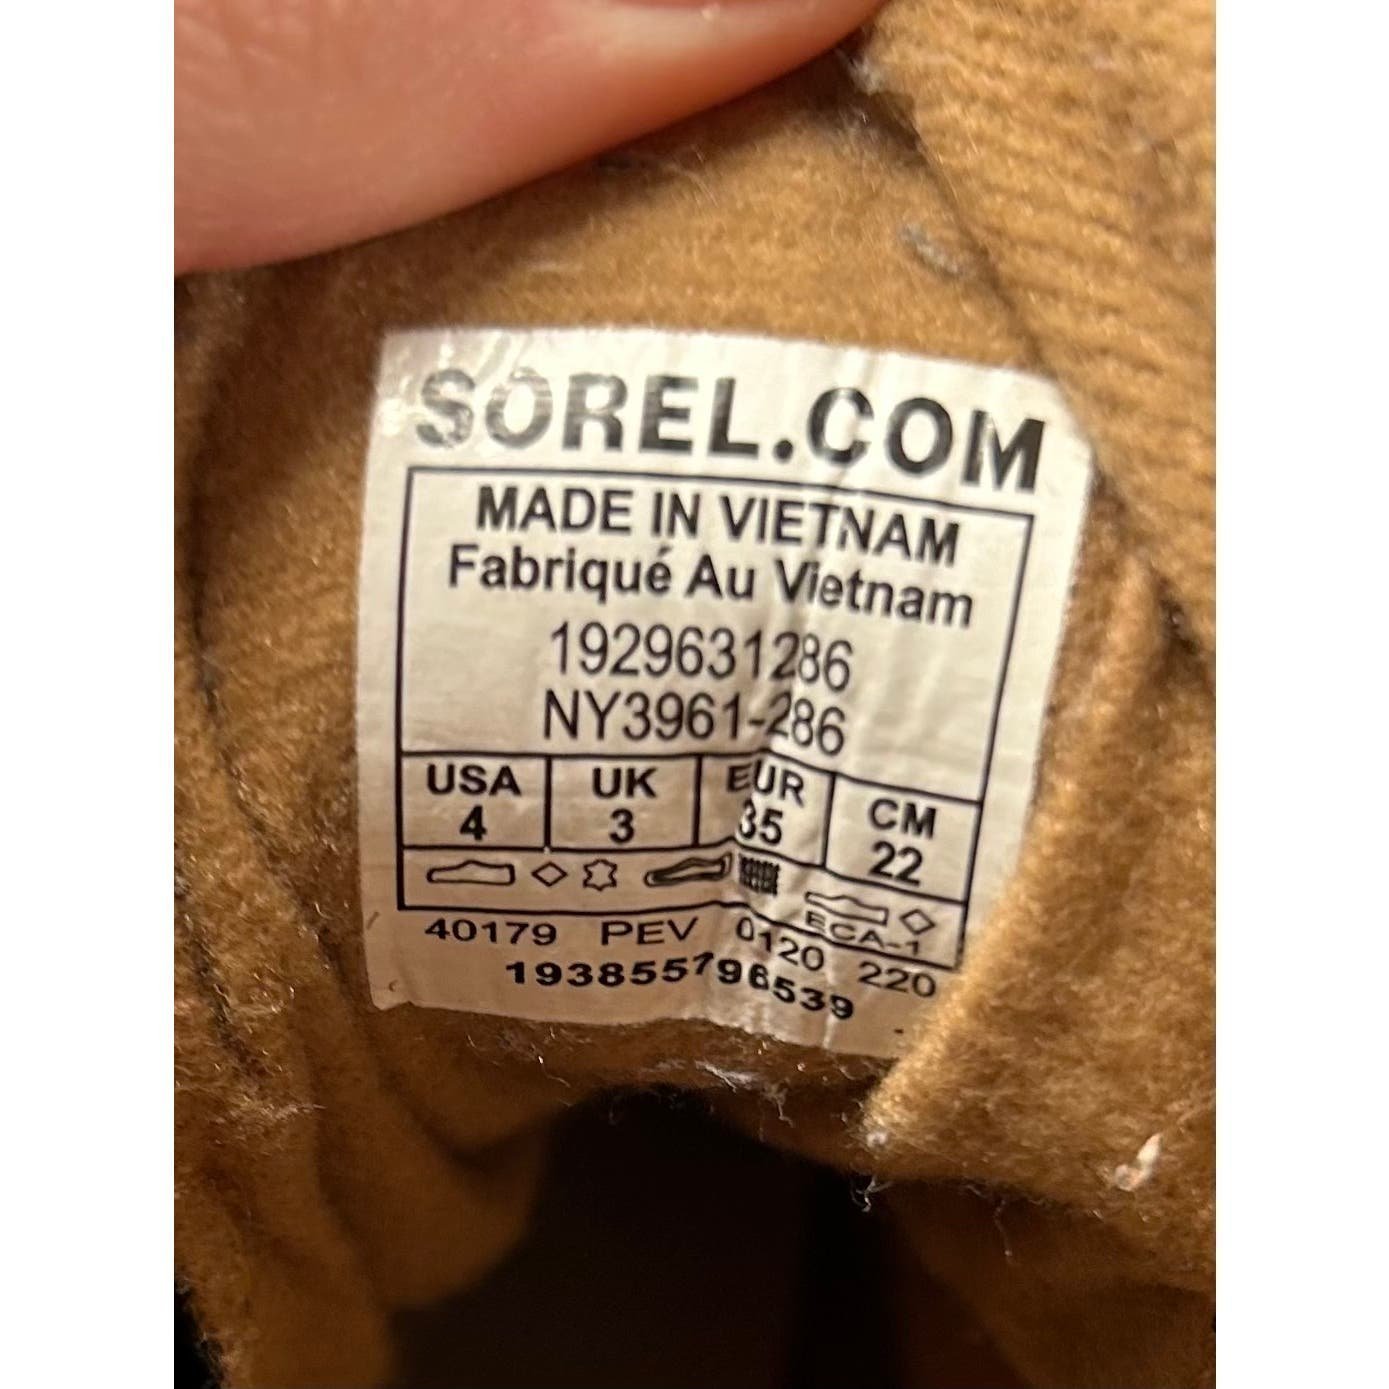 SOREL.COM
MADE IN VIETNAM
Fabriqué Au Vietnam
1929631286
NY3961-286
USA UK EUR CM
4 3 35 22
ECA-1
40179 PEV 0120 220
193855796539